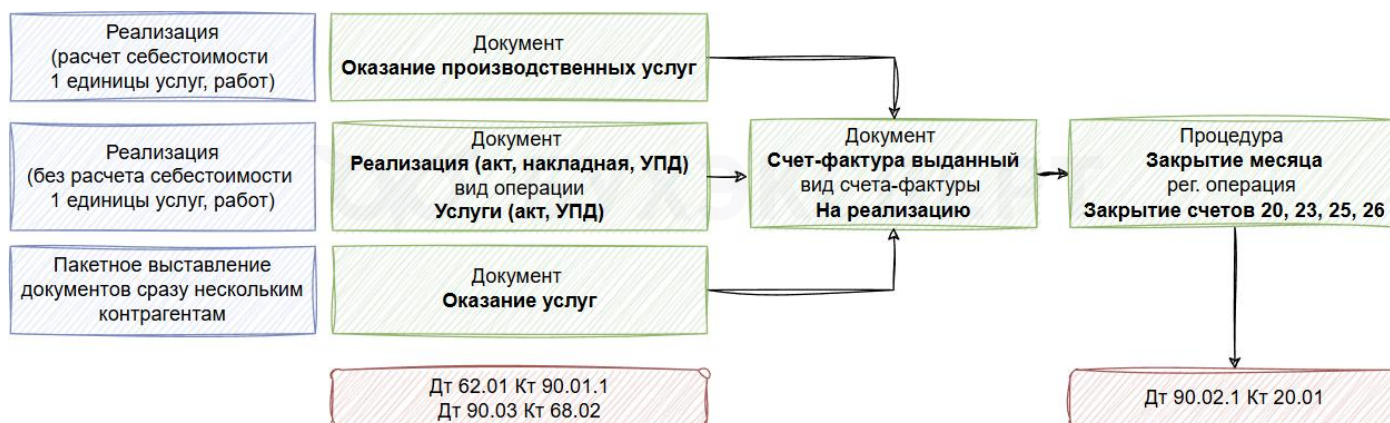 Реализация
(расчет себестоимости
1 единицы услуг, работ)
Документ
Оказание производственных услуг
Реализация
(без расчета себестоимости
1 единицы услуг, работ)
Документ
Реализация (акт, накладная, УПД)
вид операции
Услуги (акт, УПД)
Документ
Счет-фактура выданный
вид счета-фактуры
На реализацию
Процедура
Закрытие месяца
рег. операция
Закрытие счетов 20, 23, 25, 26
Пакетное выставление
документов сразу нескольким
контрагентам
Документ
Оказание услуг
Дт 62.01 Кт 90.01.1
Дт 90.03 Кт 68.02
Дт 90.02.1 Кт 20.01